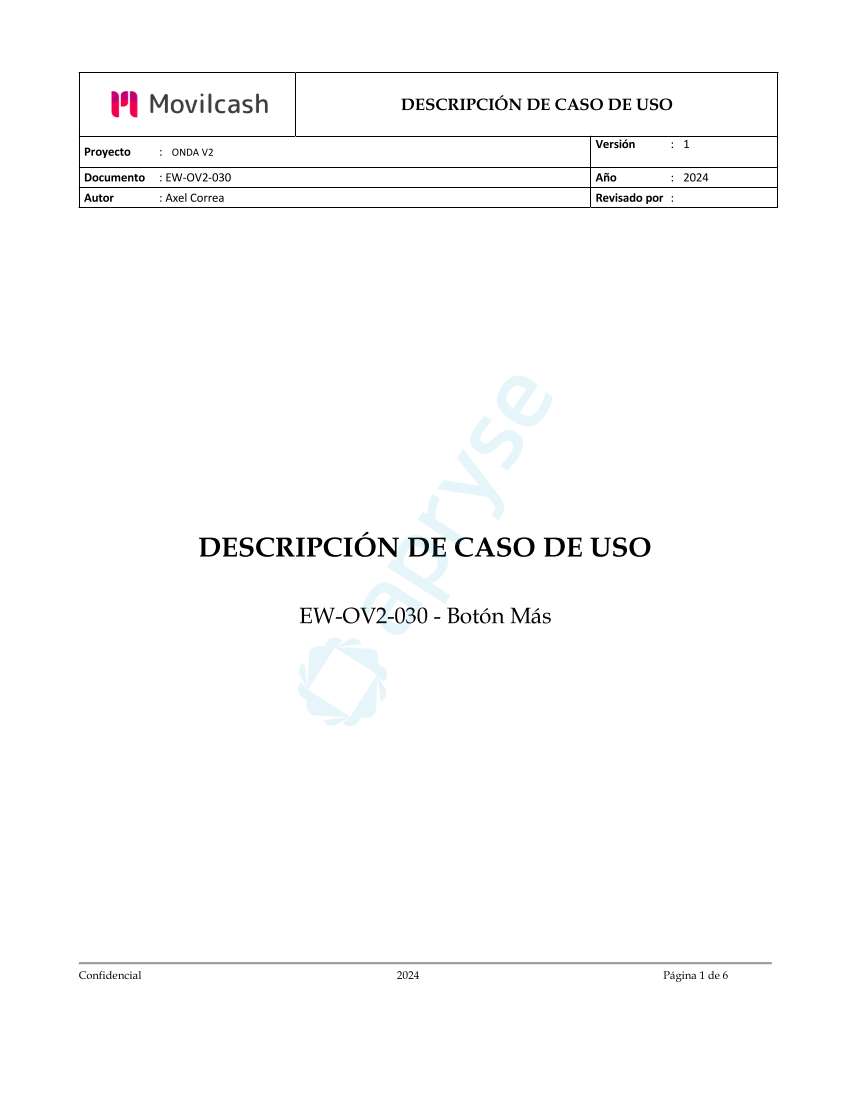 Movilcash
DESCRIPCIÓN DE CASO DE USO
Proyecto : ONDA V2
Versión : 1
Documento : EW-OV2-030
Año : 2024
Autor : Axel Correa
Revisado por :
apryse
DESCRIPCIÓN DE CASO DE USO
EW-OV2-030 - Botón Más
Confidencial 2024 Página 1 de 6